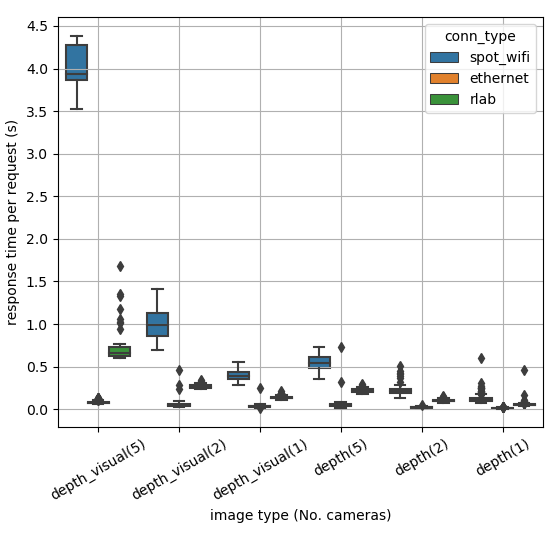 4.5
4.0
3.5
3.0
2.5
2.0
1.5
1.0
0.5
0.0
response time per request (s)
conn_type
spot_wifi
ethernet
rlab
depth_visual(5)
depth_visual(2)
depth_visual(1)
depth(5)
depth(2)
depth(1)
image type (No. cameras)